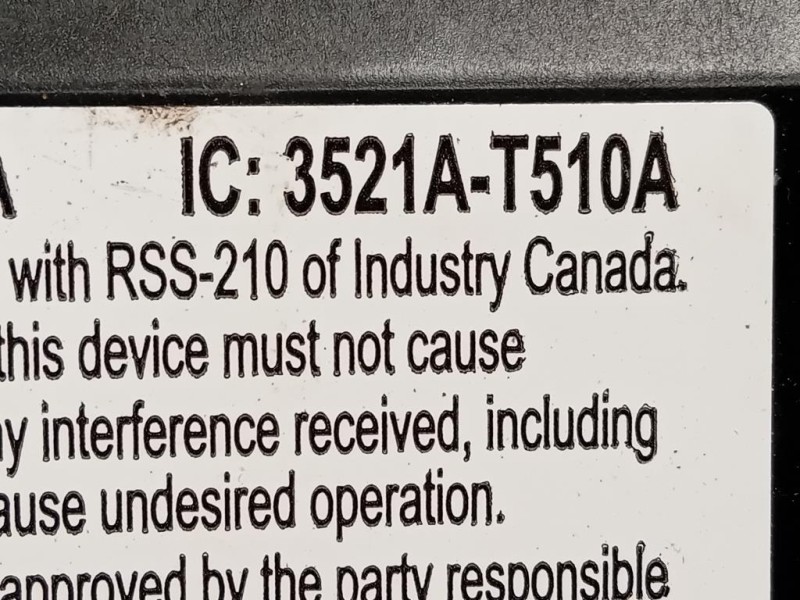 A IC: 3521A-T510A
with RSS-210 of Industry Canada.
this device must not cause
interference received, including
undesired operation.
approved by the party responsible